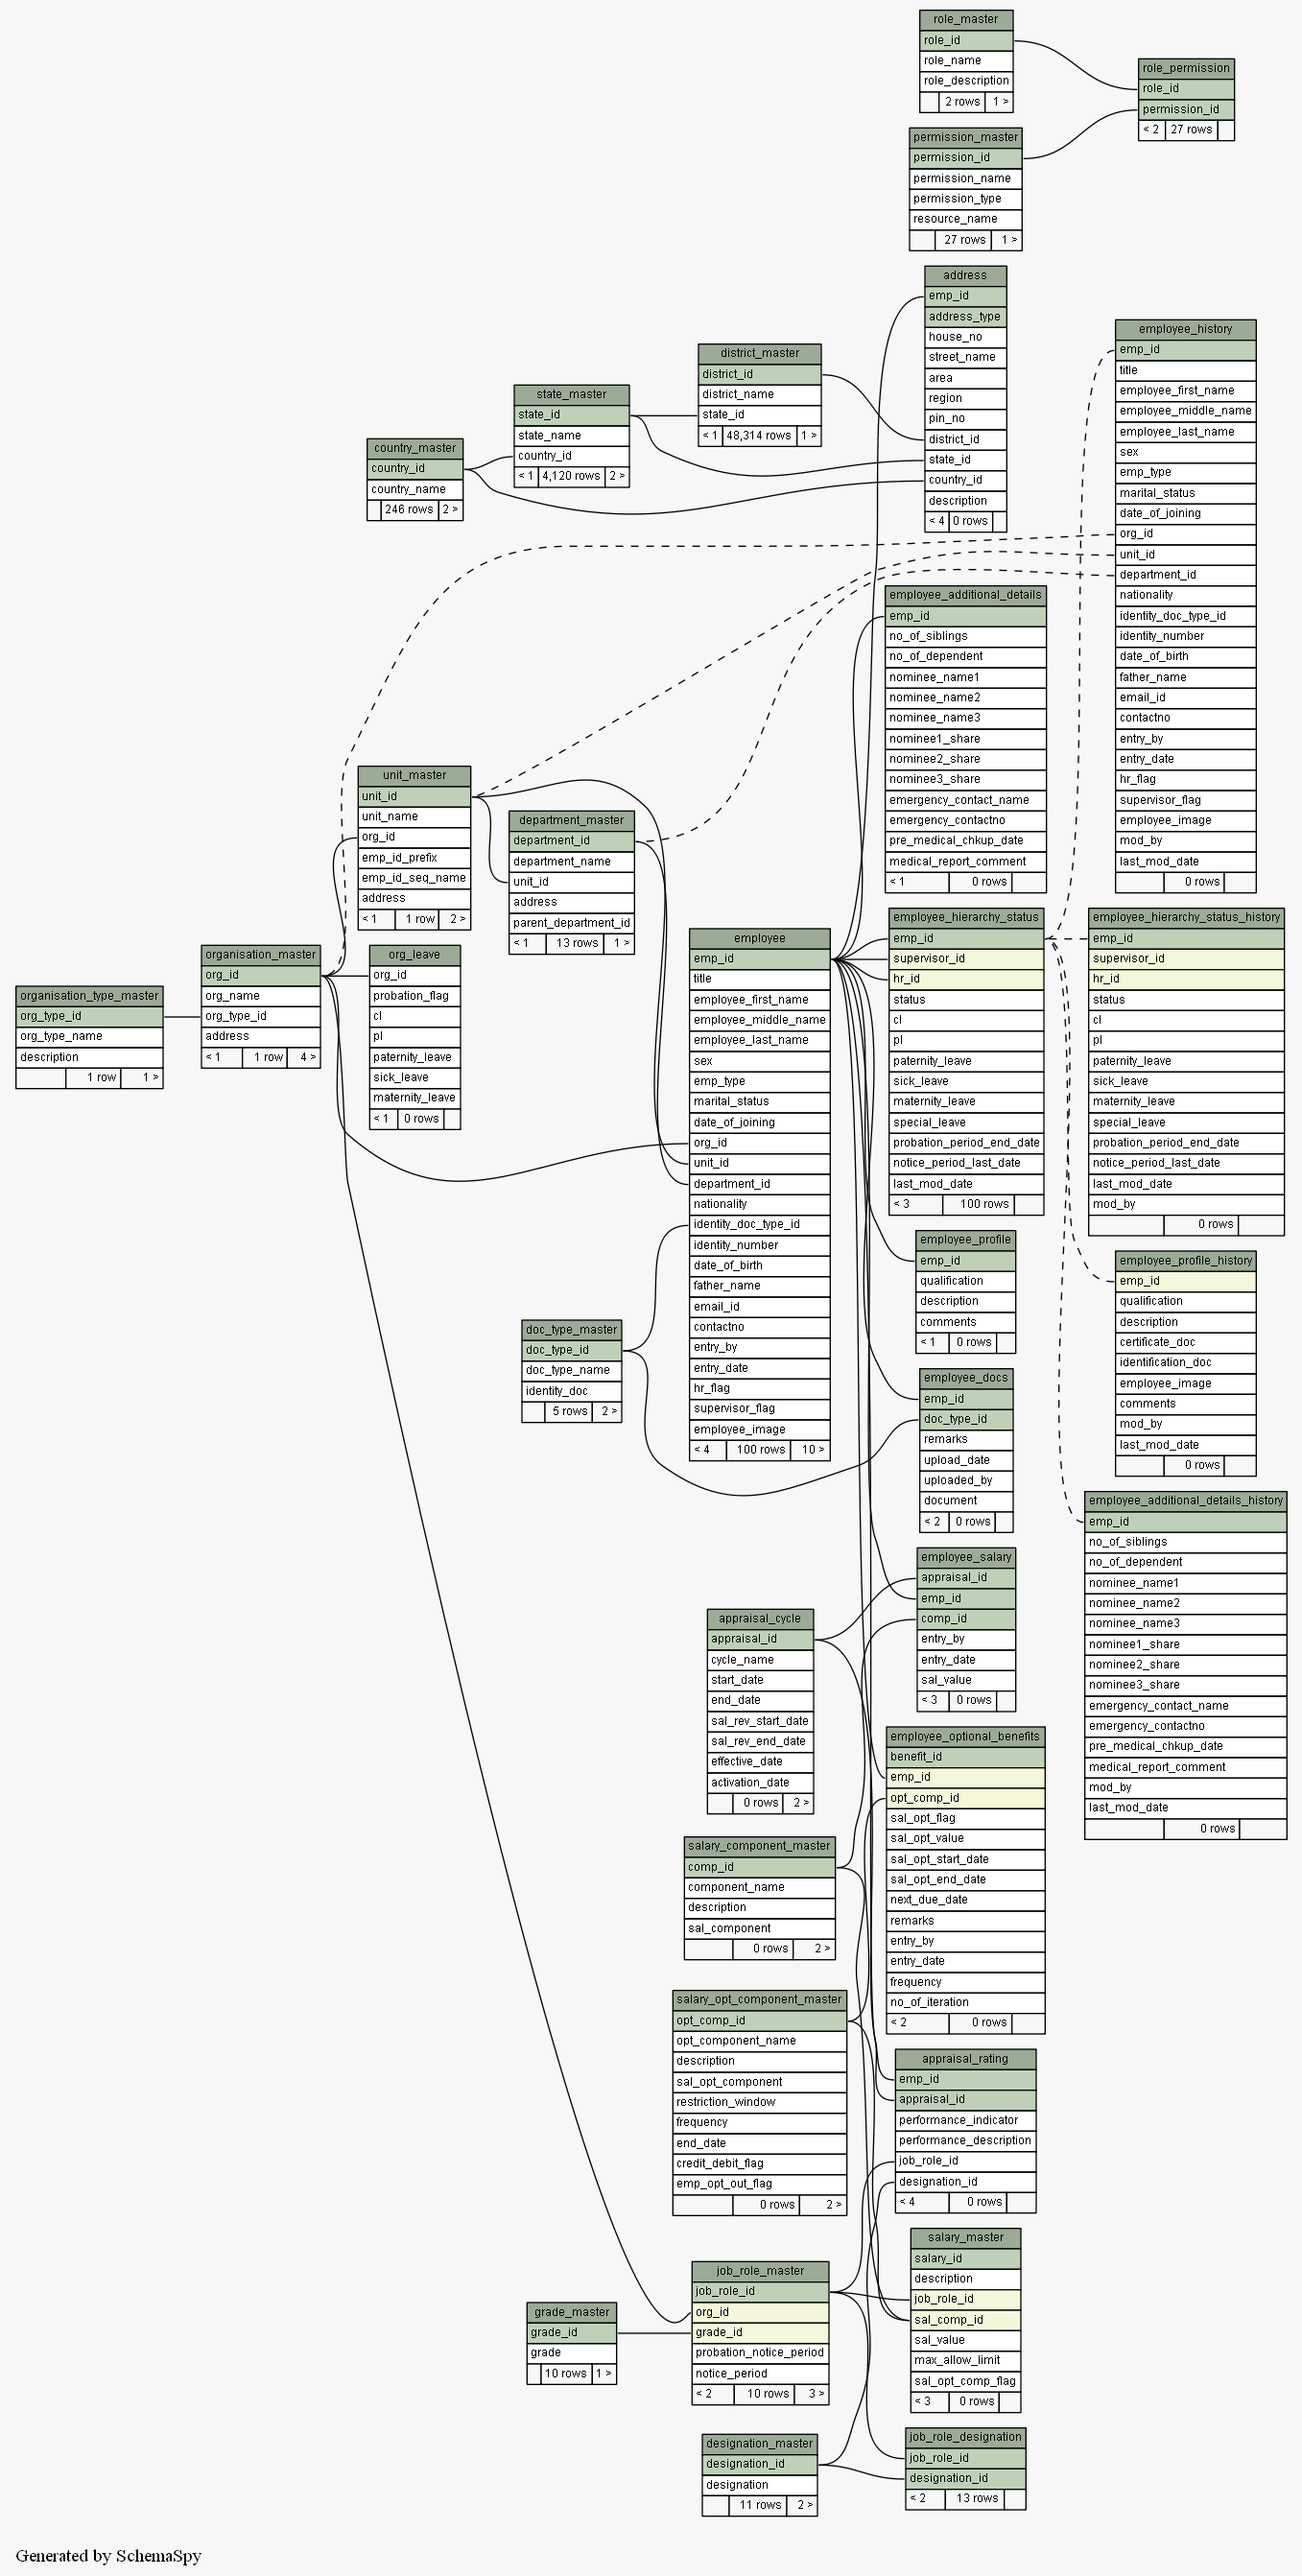 role_master
role_id
role_name
role_description
2 rows 1 >
role_permission
role_id
permission_id
< 2 27 rows
permission_master
permission_id
permission_name
permission_type
resource_name
27 rows 1 >
address
emp_id
address_type
house_no
street_name
area
region
pin_no
district_id
state_id
country_id
description
< 4 0 rows
district_master
district_id
district_name
state_id
< 1 48,314 rows 1 >
state_master
state_id
state_name
country_id
< 1 4,120 rows 2 >
country_master
country_id
country_name
246 rows 2 >
employee_history
emp_id
title
employee_first_name
employee_middle_name
employee_last_name
sex
emp_type
marital_status
date_of_joining
org_id
unit_id
department_id
nationality
identity_doc_type_id
identity_number
date_of_birth
father_name
email_id
contactno
entry_by
entry_date
hr_flag
supervisor_flag
employee_image
mod_by
last_mod_date
0 rows
employee_additional_details
emp_id
no_of_siblings
no_of_dependent
nominee_name1
nominee_name2
nominee_name3
nominee1_share
nominee2_share
nominee3_share
emergency_contact_name
emergency_contactno
pre_medical_chkup_date
medical_report_comment
< 1 0 rows
unit_master
unit_id
unit_name
org_id
emp_id_prefix
emp_id_seq_name
address
< 1 1 row 2 >
department_master
department_id
department_name
unit_id
address
parent_department_id
< 1 13 rows 1 >
organisation_master
org_id
org_name
org_type_id
address
< 1 1 row 4 >
org_leave
org_id
probation_flag
cl
pl
paternity_leave
sick_leave
maternity_leave
< 1 0 rows
organisation_type_master
org_type_id
org_type_name
description
1 row 1 >
employee
emp_id
title
employee_first_name
employee_middle_name
employee_last_name
sex
emp_type
marital_status
date_of_joining
org_id
unit_id
department_id
nationality
identity_doc_type_id
identity_number
date_of_birth
father_name
email_id
contactno
entry_by
entry_date
hr_flag
supervisor_flag
employee_image
< 4 100 rows 10 >
employee_hierarchy_status
emp_id
supervisor_id
hr_id
status
cl
pl
paternity_leave
sick_leave
maternity_leave
special_leave
probation_period_end_date
notice_period_last_date
last_mod_date
< 3 100 rows
employee_hierarchy_status_history
emp_id
supervisor_id
hr_id
status
cl
pl
paternity_leave
sick_leave
maternity_leave
special_leave
probation_period_end_date
notice_period_last_date
last_mod_date
mod_by
0 rows
employee_profile
emp_id
qualification
description
comments
< 1 0 rows
employee_profile_history
emp_id
qualification
description
certificate_doc
identification_doc
employee_image
comments
mod_by
last_mod_date
0 rows
doc_type_master
doc_type_id
doc_type_name
identity_doc
5 rows 2 >
employee_docs
emp_id
doc_type_id
remarks
upload_date
uploaded_by
document
< 2 0 rows
employee_additional_details_history
emp_id
no_of_siblings
no_of_dependent
nominee_name1
nominee_name2
nominee_name3
nominee1_share
nominee2_share
nominee3_share
emergency_contact_name
emergency_contactno
pre_medical_chkup_date
medical_report_comment
mod_by
last_mod_date
0 rows
employee_salary
appraisal_id
emp_id
comp_id
entry_by
entry_date
sal_value
< 3 0 rows
appraisal_cycle
appraisal_id
cycle_name
start_date
end_date
sal_rev_start_date
sal_rev_end_date
effective_date
activation_date
0 rows 2 >
employee_optional_benefits
benefit_id
emp_id
opt_comp_id
sal_opt_flag
sal_opt_value
sal_opt_start_date
sal_opt_end_date
next_due_date
remarks
entry_by
entry_date
frequency
no_of_iteration
< 2 0 rows
salary_component_master
comp_id
component_name
description
sal_component
0 rows 2 >
salary_opt_component_master
opt_comp_id
opt_component_name
description
sal_opt_component
restriction_window
frequency
end_date
credit_debit_flag
emp_opt_out_flag
0 rows 2 >
appraisal_rating
emp_id
appraisal_id
performance_indicator
performance_description
job_role_id
designation_id
< 4 0 rows
salary_master
salary_id
description
job_role_id
sal_comp_id
sal_value
max_allow_limit
sal_opt_comp_flag
< 3 0 rows
job_role_master
job_role_id
org_id
grade_id
probation_notice_period
notice_period
< 2 10 rows 3 >
grade_master
grade_id
grade
10 rows 1 >
designation_master
designation_id
designation
11 rows 2 >
job_role_designation
job_role_id
designation_id
< 2 13 rows
Generated by SchemaSpy